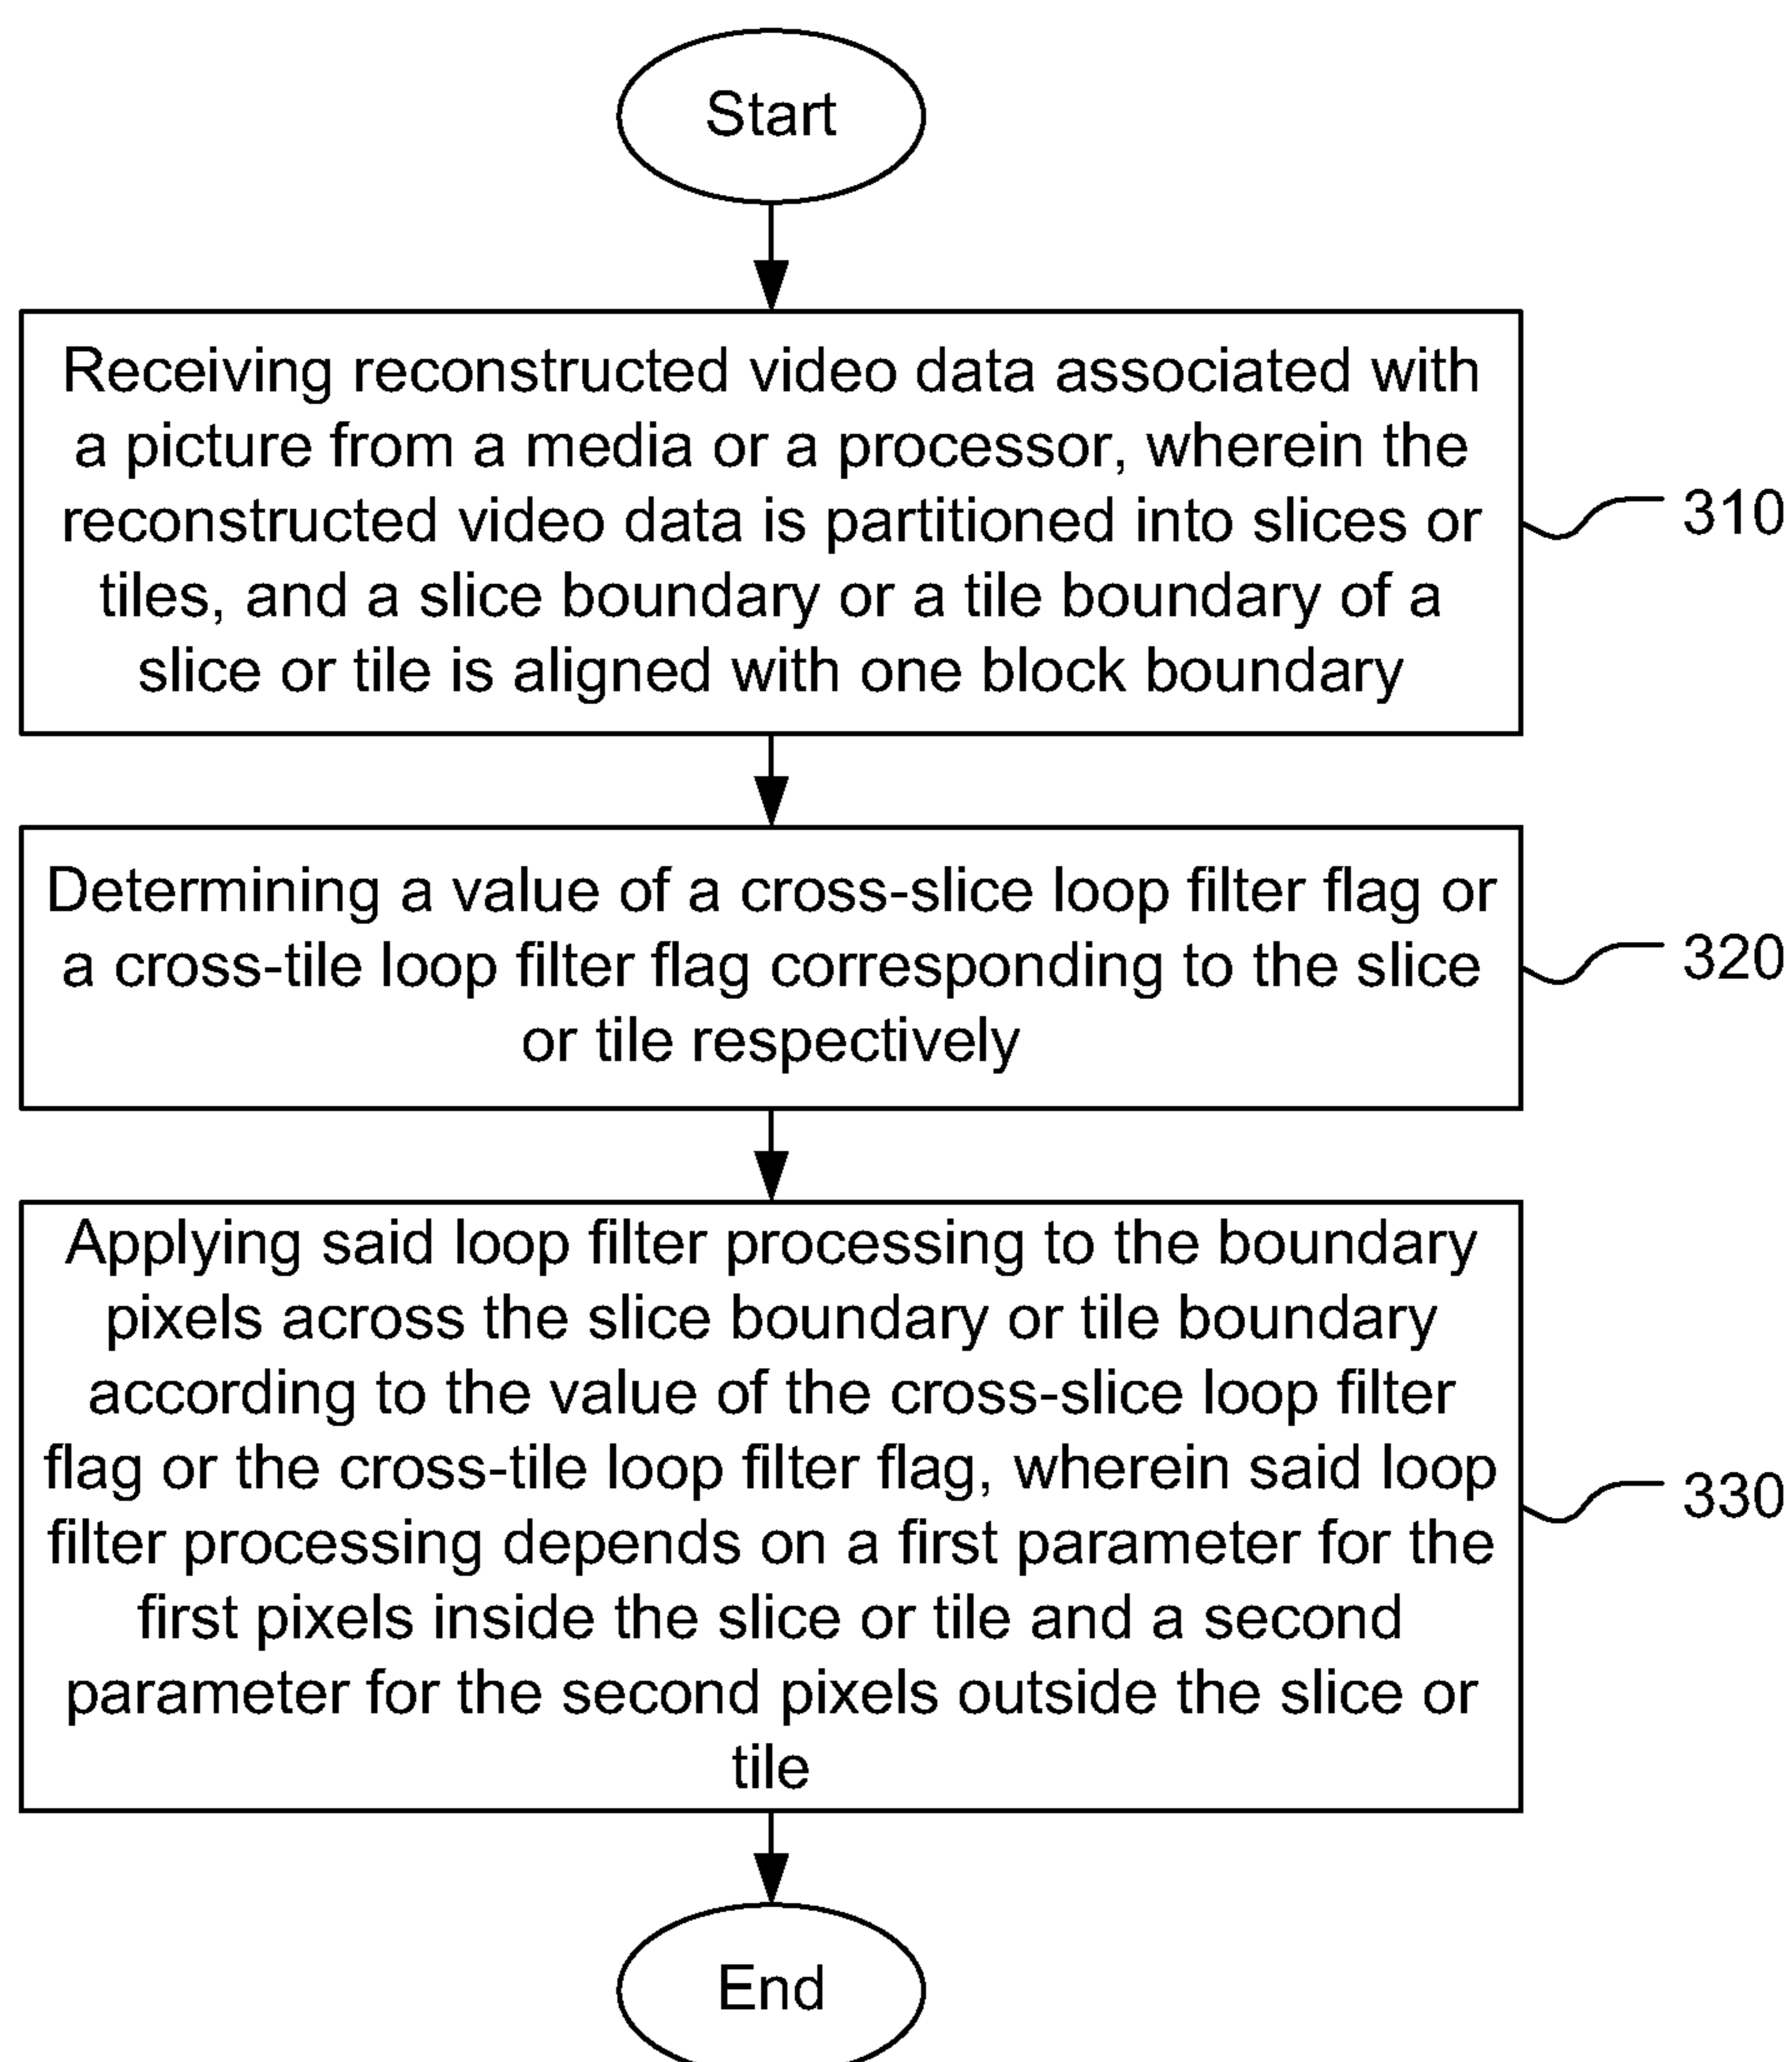 Start
Receiving reconstructed video data associated with
a picture from a media or a processor, wherein the
reconstructed video data is partitioned into slices or
tiles, and a slice boundary or a tile boundary of a
slice or tile is aligned with one block boundary
310
Determining a value of a cross-slice loop filter flag or
a cross-tile loop filter flag corresponding to the slice
or tile respectively
320
Applying said loop filter processing to the boundary
pixels across the slice boundary or tile boundary
according to the value of the cross-slice loop filter
flag or the cross-tile loop filter flag, wherein said loop
filter processing depends on a first parameter for the
first pixels inside the slice or tile and a second
parameter for the second pixels outside the slice or
tile
330
End